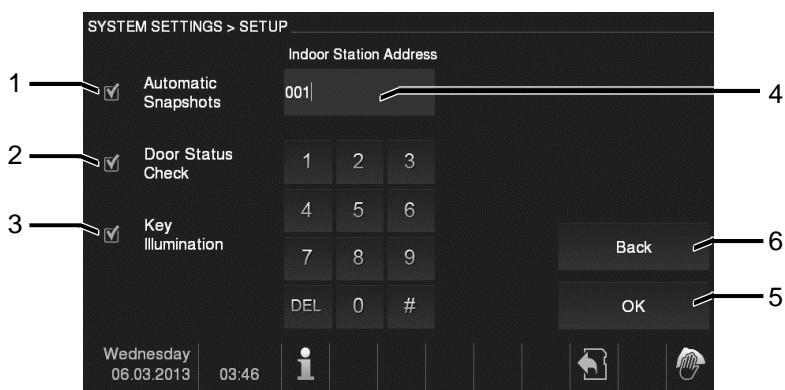 SYSTEM SETTINGS > SETUP
Indoor Station Address
1
Automatic
Snapshots
001
4
2
Door Status
Check
1 2 3
3
Key
Illumination
4 5 6
7 8 9
Back
6
DEL 0 #
OK
5
Wednesday
06.03.2013
03:46
i